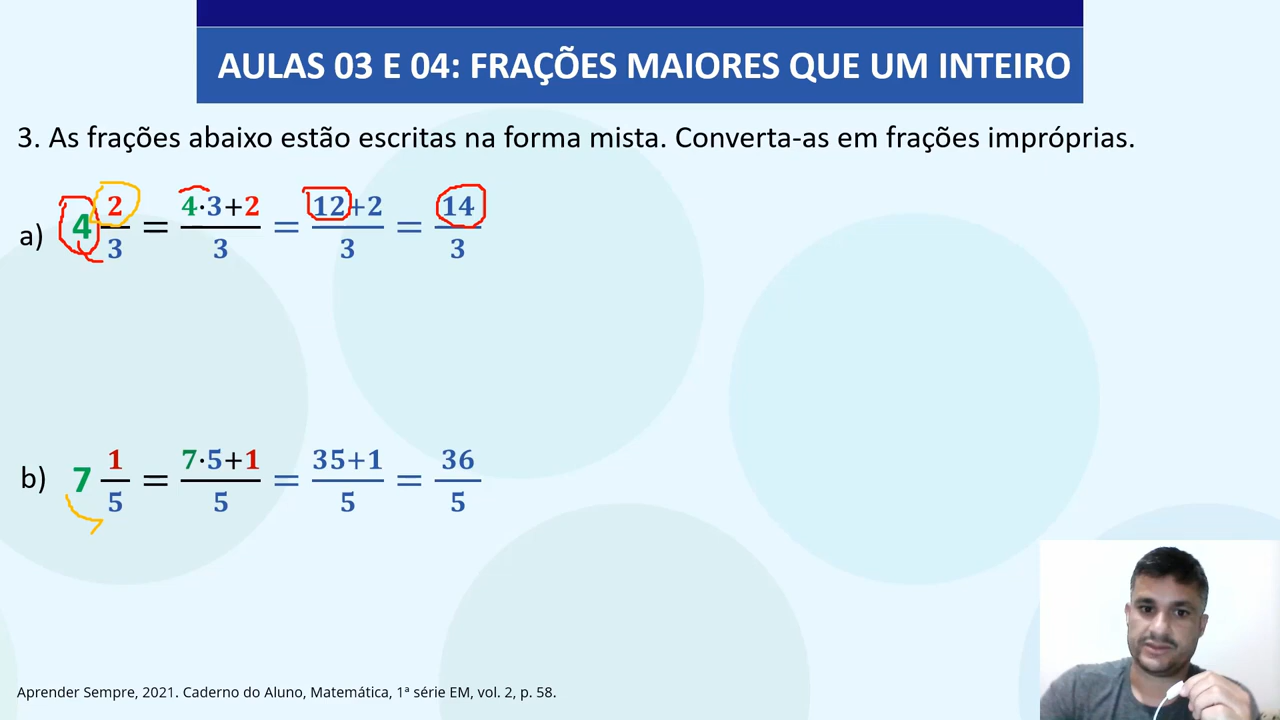 AULAS 03 E 04: FRAÇÕES MAIORES QUE UM INTEIRO
3. As frações abaixo estão escritas na forma mista. Converta-as em frações impróprias.
a) 4 2/3 = 4·3+2/3 = 12+2/3 = 14/3
b) 7 1/5 = 7·5+1/5 = 35+1/5 = 36/5
Aprender Sempre, 2021. Caderno do Aluno, Matemática, 1ª série EM, vol. 2, p. 58.